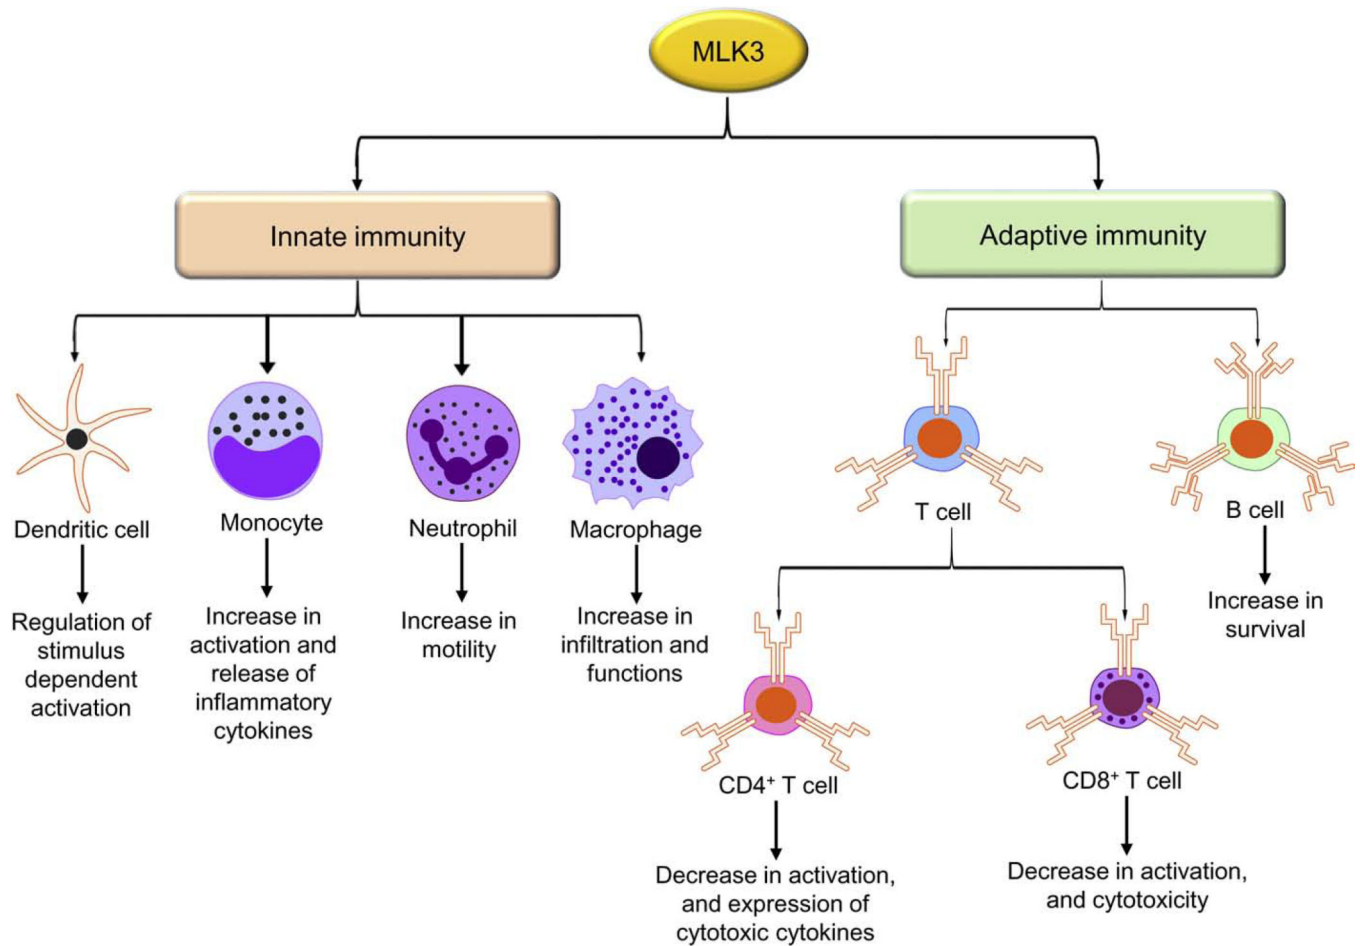 MLK3
Innate immunity
Adaptive immunity
Dendritic cell
Monocyte
Neutrophil
Macrophage
T cell
B cell
Regulation of
stimulus
dependent
activation
Increase in
activation and
release of
inflammatory
cytokines
Increase in
motility
Increase in
infiltration and
functions
Increase in
survival
CD4⁺ T cell
CD8⁺ T cell
Decrease in activation,
and expression of
cytotoxic cytokines
Decrease in activation,
and cytotoxicity